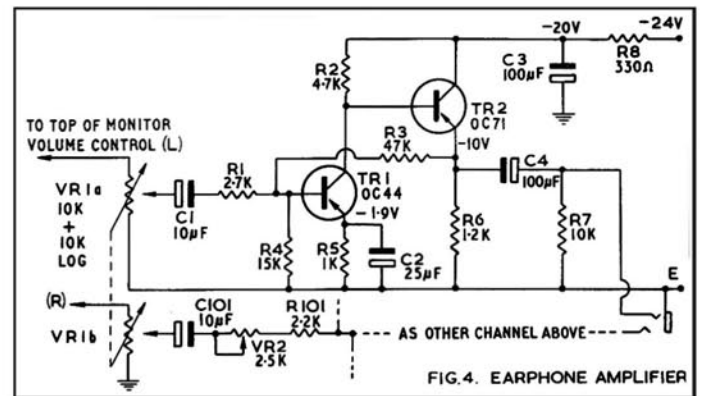 -20V
-24V
R8
330Ω
C3
100µF
R2
4.7K
TR2
OC71
-10V
TO TOP OF MONITOR
VOLUME CONTROL (L)
R3
47K
C4
100µF
VR1a
10K
+
10K
LOG
R1
2.7K
C1
10µF
TR1
OC44
-1.9V
R4
15K
R5
1K
C2
25µF
R6
1.2K
R7
10K
E
(R)
VR1b
C101
10µF
R101
2.2K
VR2
2.5K
AS OTHER CHANNEL ABOVE
FIG.4. EARPHONE AMPLIFIER